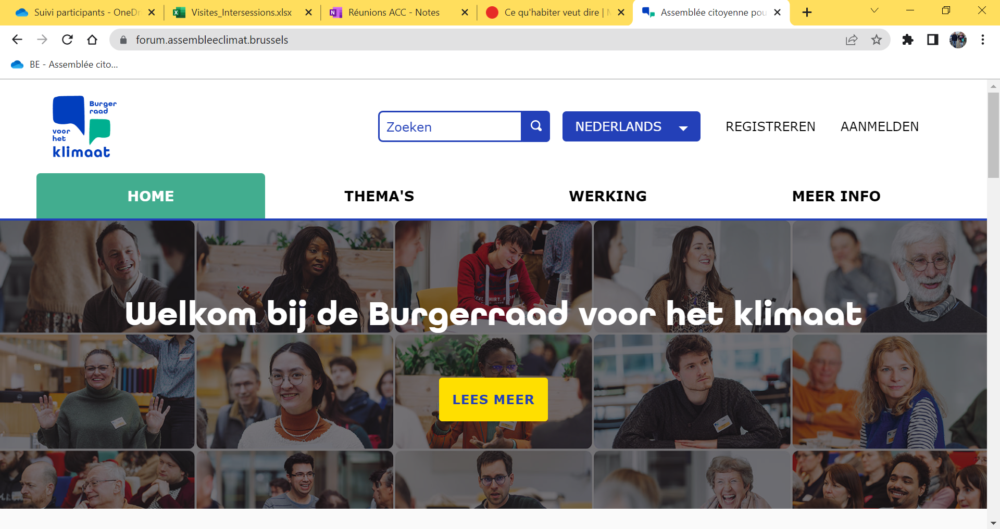 Suivi participants - OneDr
Visites_Intersessions.xlsx
Réunions ACC - Notes
Ce qu'habiter veut dire |
Assemblée citoyenne pou
forum.assembleeclimat.brussels
BE - Assemblée cito...
Burger
raad
voor
het
klimaat
Zoeken
NEDERLANDS
REGISTREREN
AANMELDEN
HOME
THEMA'S
WERKING
MEER INFO
Welkom bij de Burgerraad voor het klimaat
LEES MEER